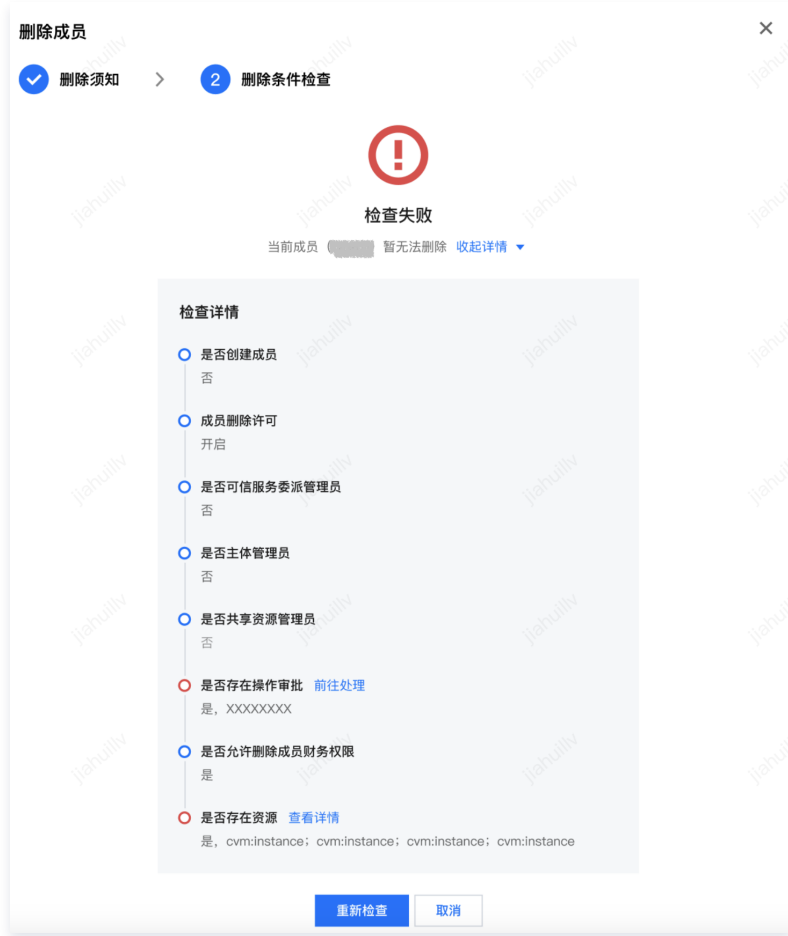 删除成员
删除须知
2 删除条件检查
检查失败
当前成员 ( 暂无法删除 收起详情
检查详情
是否创建成员
否
成员删除许可
开启
是否可信服务委派管理员
否
是否主体管理员
否
是否共享资源管理员
否
是否存在操作审批 前往处理
是，XXXXXXXX
是否允许删除成员财务权限
是
是否存在资源 查看详情
是，cvm:instance；cvm:instance；cvm:instance；cvm:instance
重新检查 取消